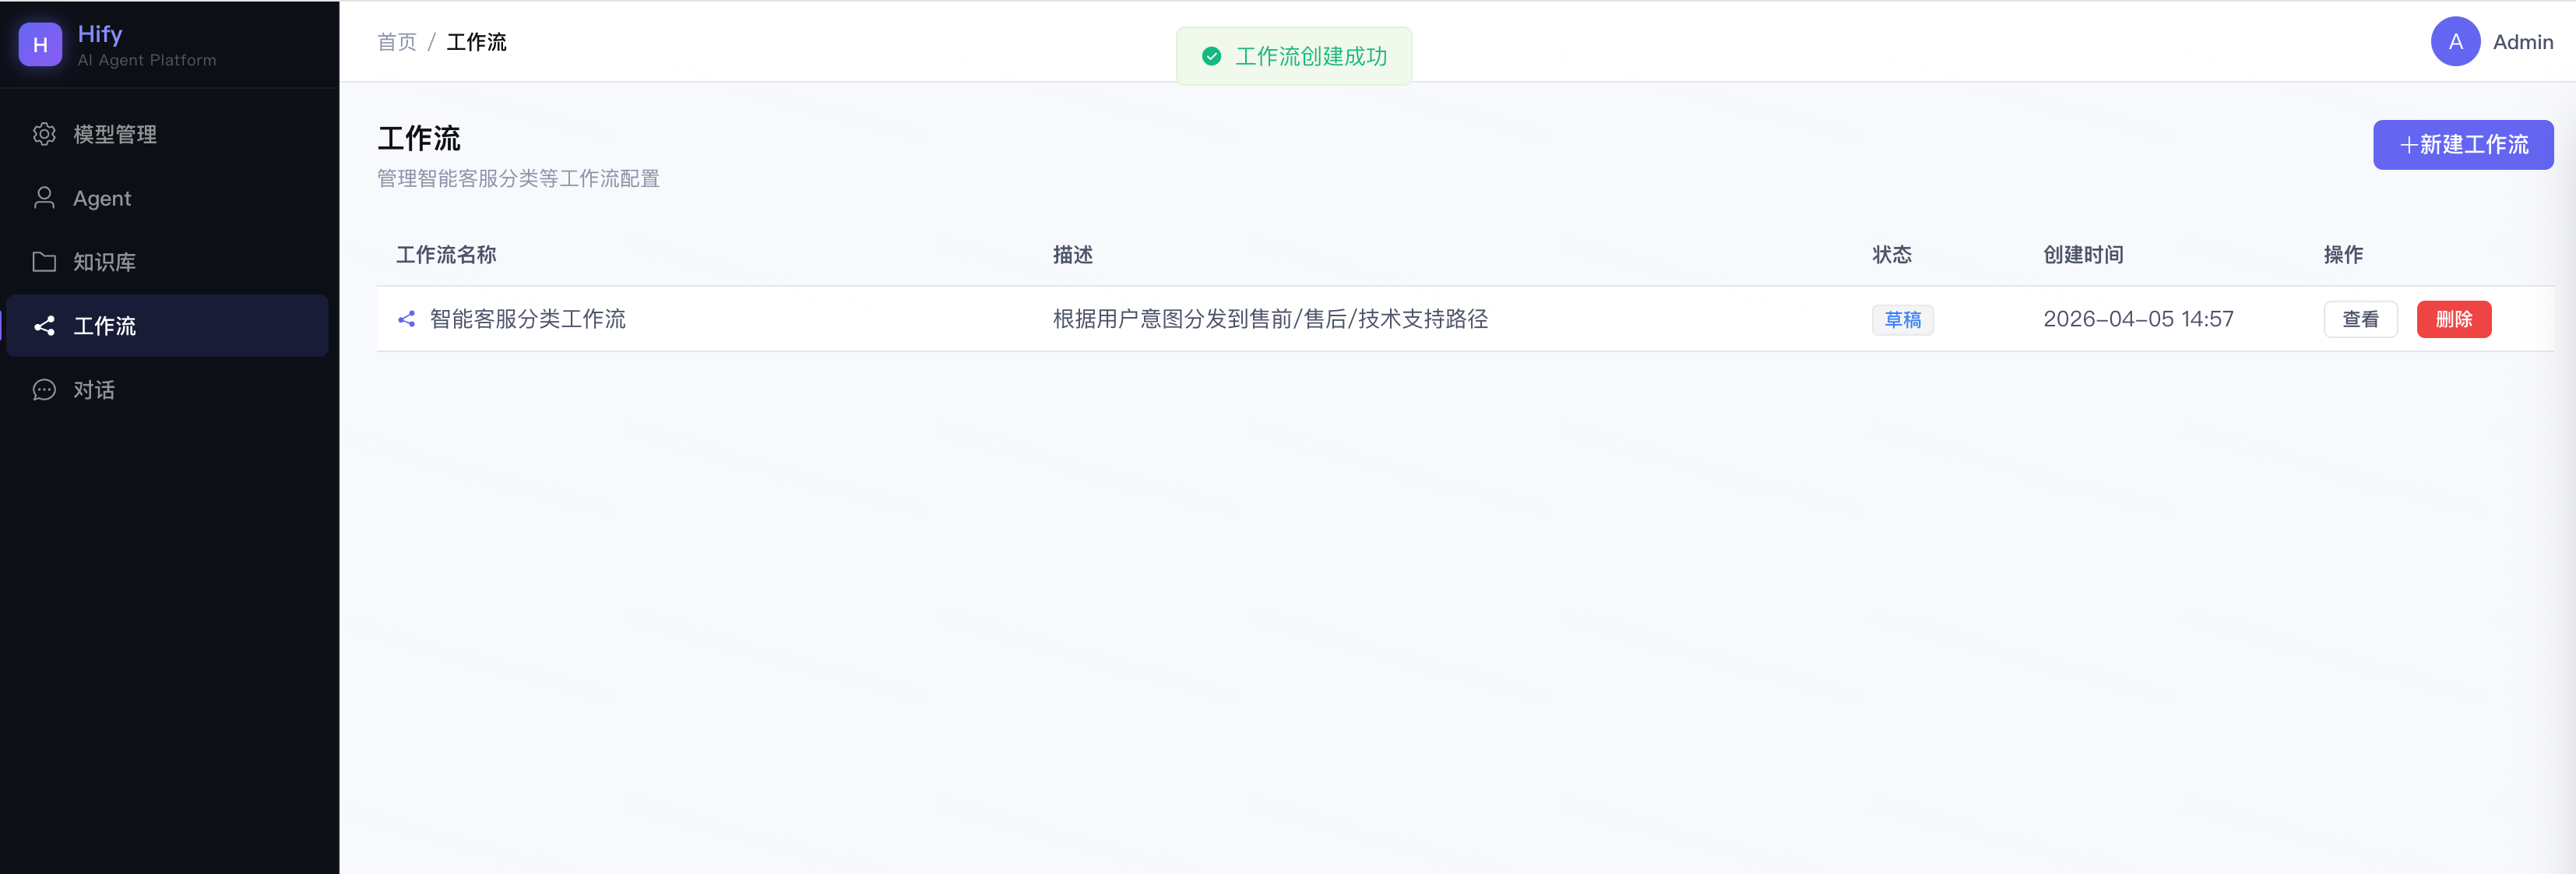 H
Hify
AI Agent Platform
模型管理
Agent
知识库
工作流
对话
首页 / 工作流
工作流创建成功
A
Admin
工作流
管理智能客服分类等工作流配置
+新建工作流
工作流名称 描述 状态 创建时间 操作
智能客服分类工作流 根据用户意图分发到售前/售后/技术支持路径 草稿 2026-04-05 14:57 查看 删除